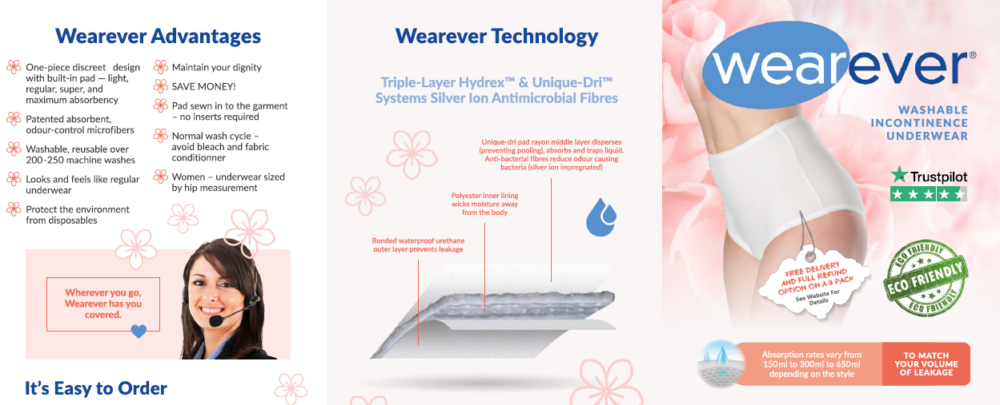 Wearever Advantages
One-piece discreet design
with built-in pad — light,
regular, super, and
maximum absorbency
Patented absorbent,
odour-control microfibers
Washable, reusable over
200-250 machine washes
Looks and feels like regular
underwear
Protect the environment
from disposables
Maintain your dignity
SAVE MONEY!
Pad sewn in to the garment
– no inserts required
Normal wash cycle –
avoid bleach and fabric
conditionner
Women – underwear sized
by hip measurement
Wherever you go,
Wearever has you
covered.
It's Easy to Order
Wearever Technology
Triple-Layer Hydrex™ & Unique-Dri™
Systems Silver Ion Antimicrobial Fibres
Unique-dri pad rayon middle layer disperses
(preventing pooling), absorbs and traps liquid.
Anti-bacterial fibres reduce odour causing
bacteria (silver ion impregnated)
Polyester inner lining
wicks moisture away
from the body
Bonded waterproof urethane
outer layer prevents leakage
wearever®
WASHABLE
INCONTINENCE
UNDERWEAR
Trustpilot
FREE DELIVERY
AND FULL REFUND
OPTION ON A 3 PACK
See Website For
Details
ECO FRIENDLY
ECO FRIENDLY
ECO FRIENDLY
Absorption rates vary from
150ml to 300ml to 650ml
depending on the style
TO MATCH
YOUR VOLUME
OF LEAKAGE